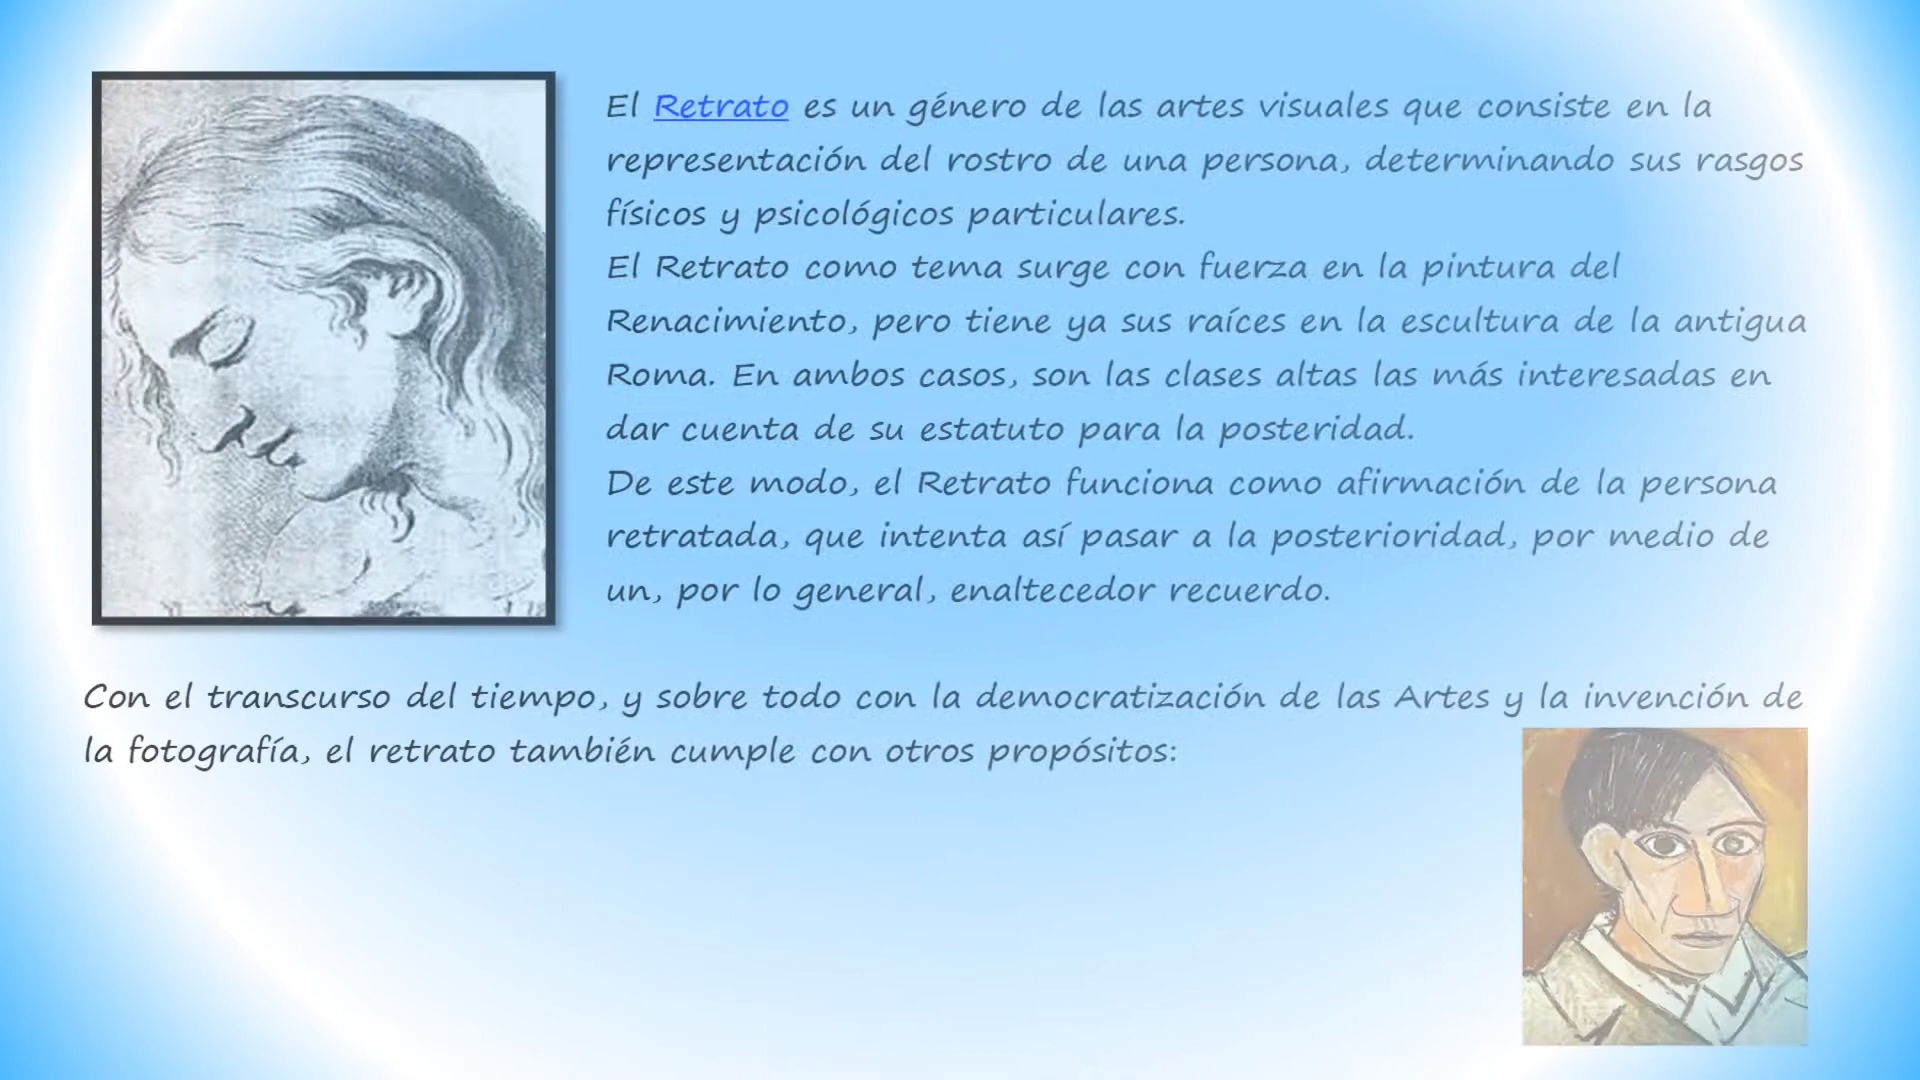 El Retrato es un género de las artes visuales que consiste en la
representación del rostro de una persona, determinando sus rasgos
físicos y psicológicos particulares.
El Retrato como tema surge con fuerza en la pintura del
Renacimiento, pero tiene ya sus raíces en la escultura de la antigua
Roma. En ambos casos, son las clases altas las más interesadas en
dar cuenta de su estatuto para la posteridad.
De este modo, el Retrato funciona como afirmación de la persona
retratada, que intenta así pasar a la posterioridad, por medio de
un, por lo general, enaltecedor recuerdo.
Con el transcurso del tiempo, y sobre todo con la democratización de las Artes y la invención de
la fotografía, el retrato también cumple con otros propósitos: